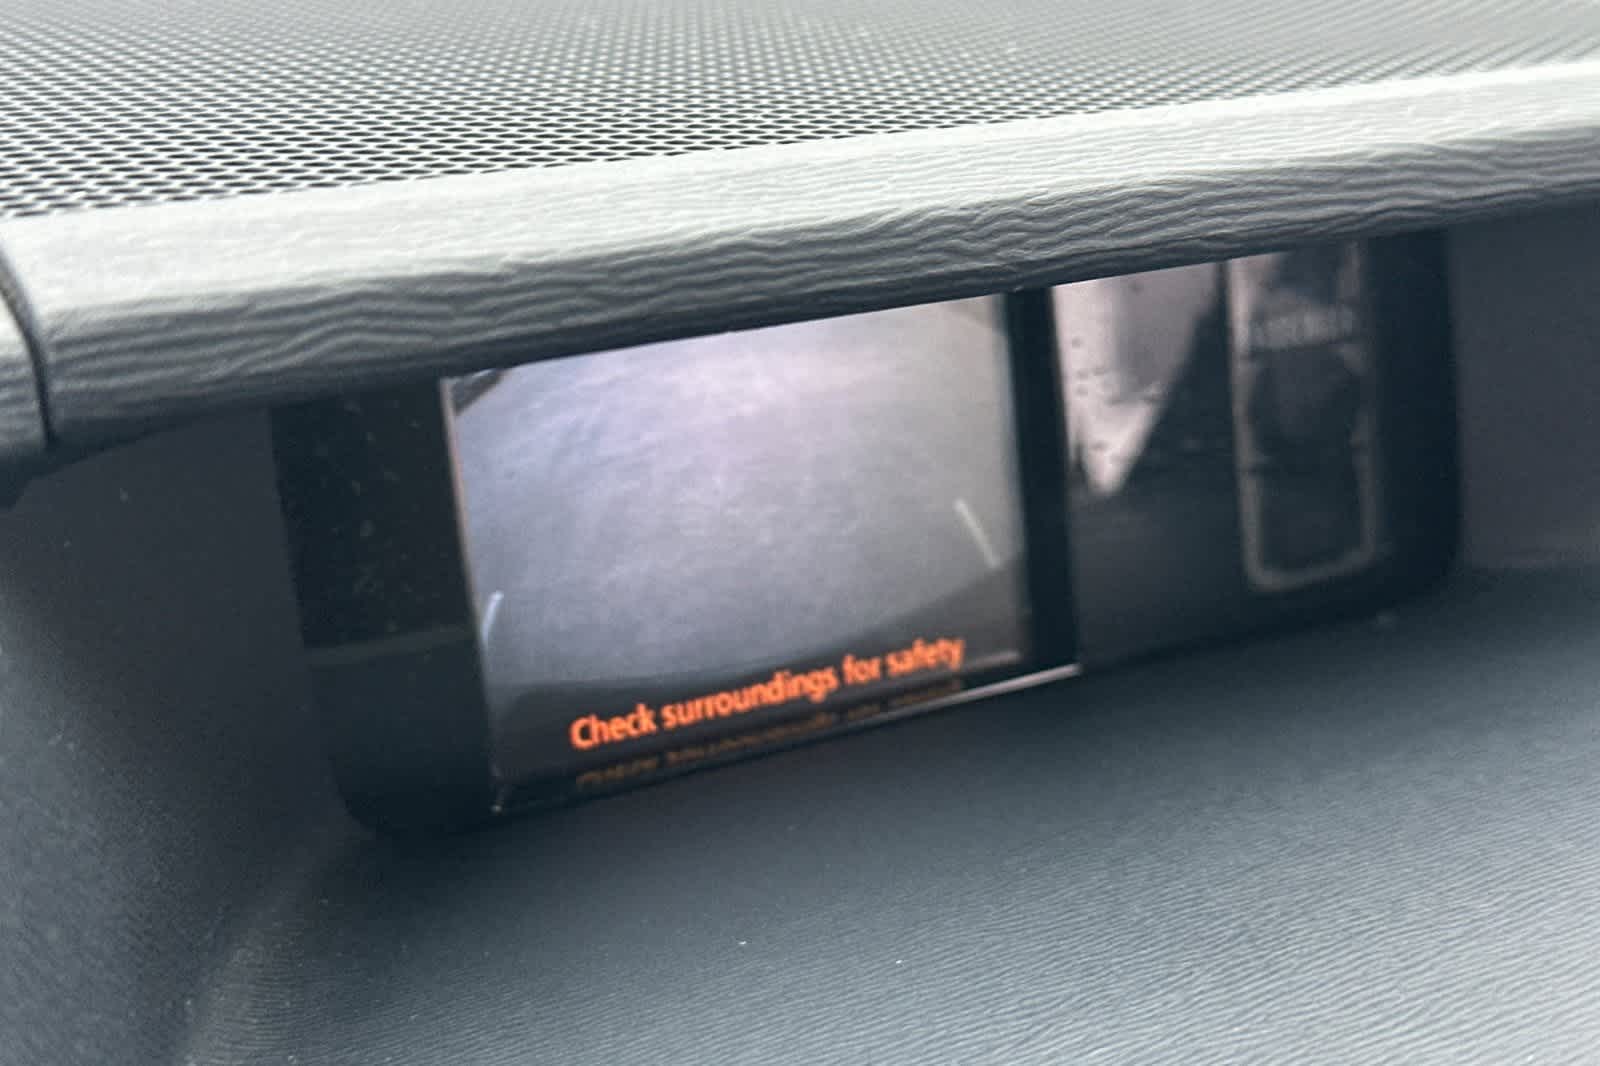 Check surroundings for safety